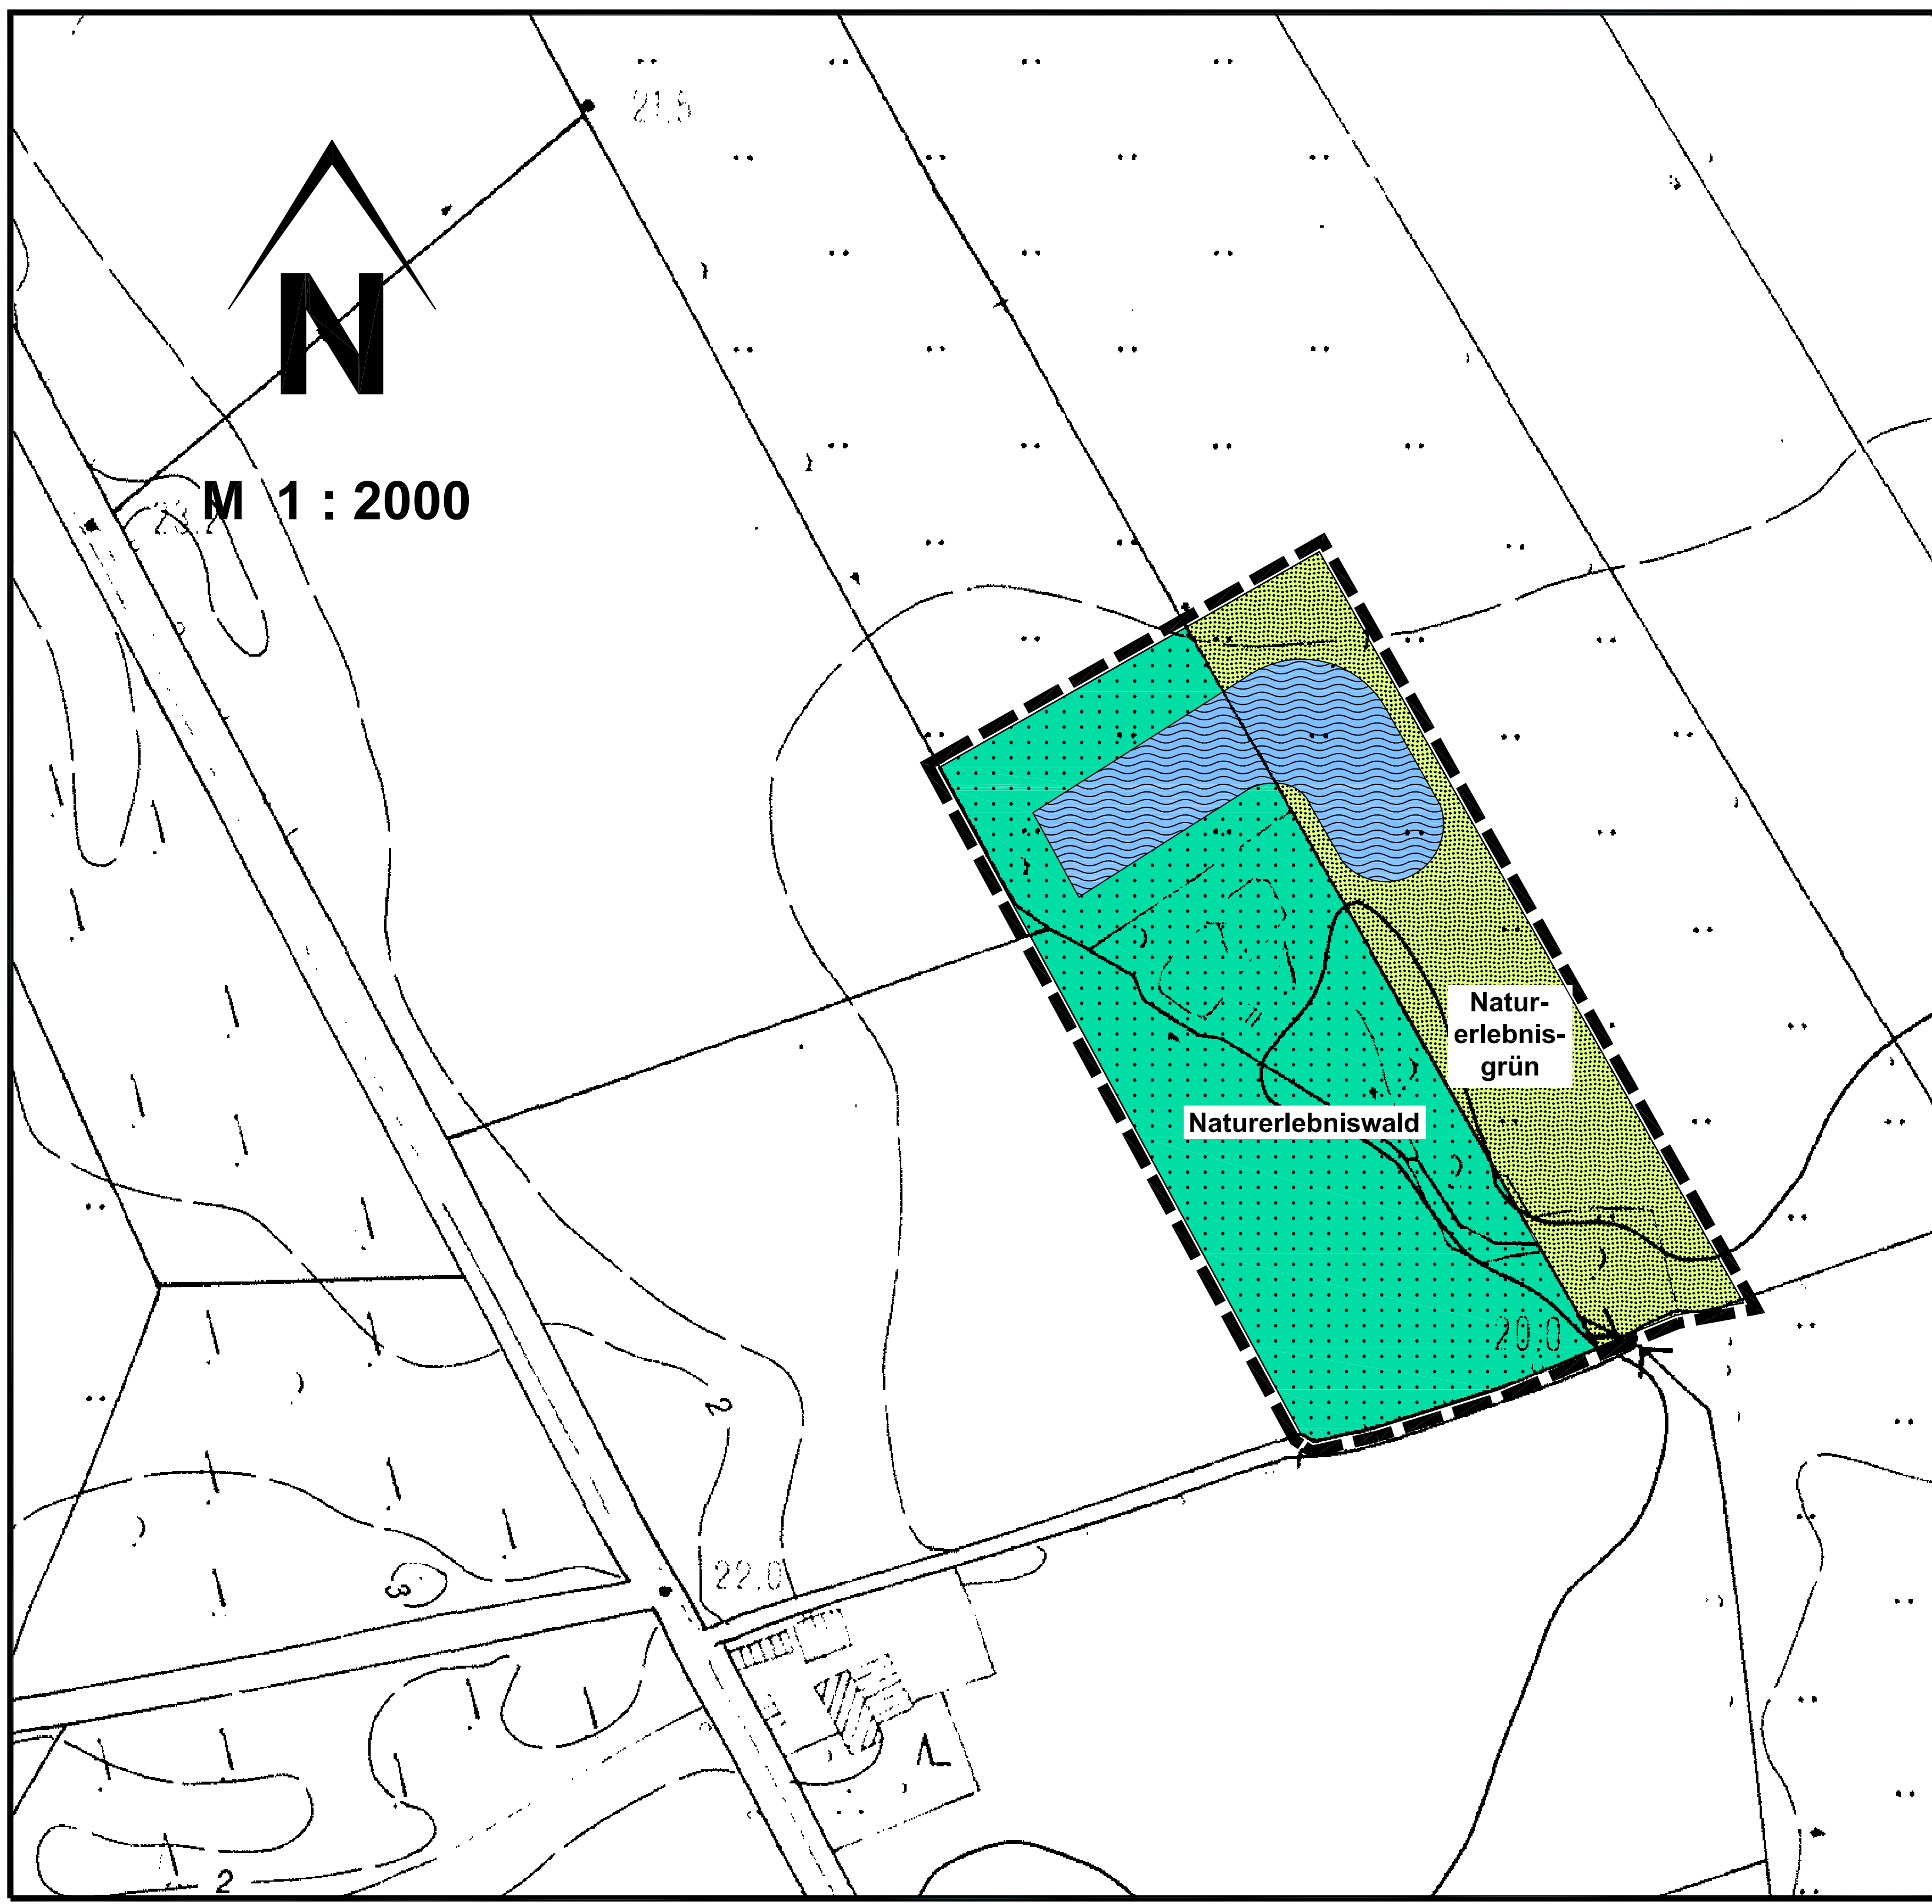 21.5
N
M 1 : 2000
Natur-
erlebnis-
grün
Naturerlebniswald
20.0
2
22.0
3
2